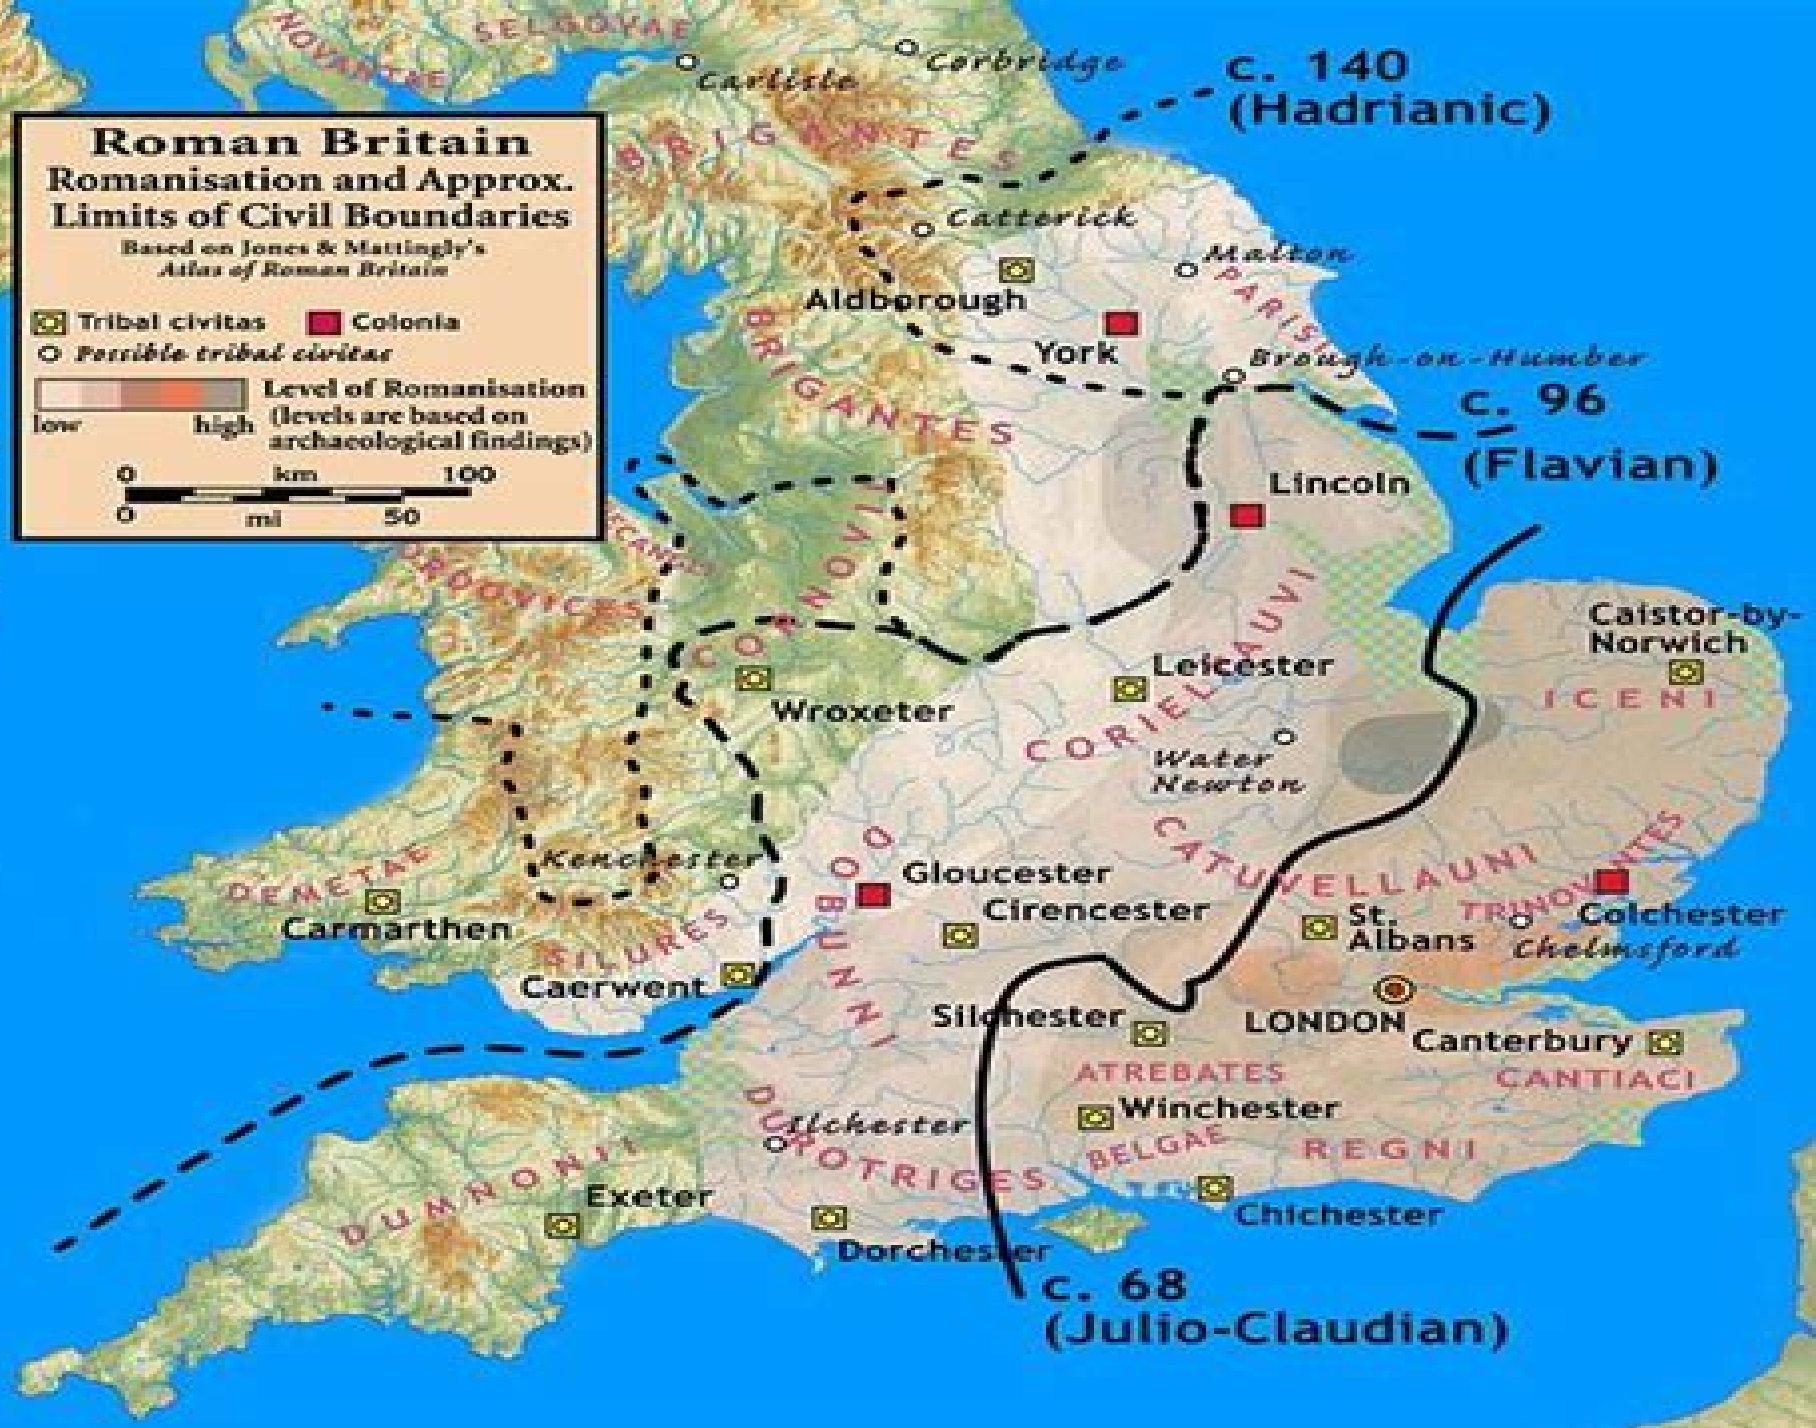 NOVANTAE
SELGOVAE
Carlisle
Corbridge
c. 140
(Hadrianic)
BRIGANTES
Roman Britain
Romanisation and Approx.
Limits of Civil Boundaries
Based on Jones & Mattingly's
Atlas of Roman Britain
Tribal civitas
Colonia
Possible tribal civitas
Level of Romanisation
(levels are based on
archaeological findings)
low
high
0
km
100
0
mi
50
Catterick
Malton
PARISI
Aldborough
York
Brough-on-Humber
BRIGANTES
c. 96
(Flavian)
Lincoln
ORDOVICES
CORNOVII
CORIELTAUVI
Caistor-by-
Norwich
ICENI
Leicester
Wroxeter
Water
Newton
CATUVELLAUNI
TRINOVANTES
Kenchester
DEMETAE
Carmarthen
SILURES
Caerwent
DOBUNNI
Gloucester
Cirencester
St.
Albans
Colchester
Chelmsford
Silchester
LONDON
Canterbury
CANTIACI
ATREBATES
Winchester
BELGAE
REGNI
Ilchester
DUROTRIGES
DUMNONII
Exeter
Dorchester
Chichester
c. 68
(Julio-Claudian)